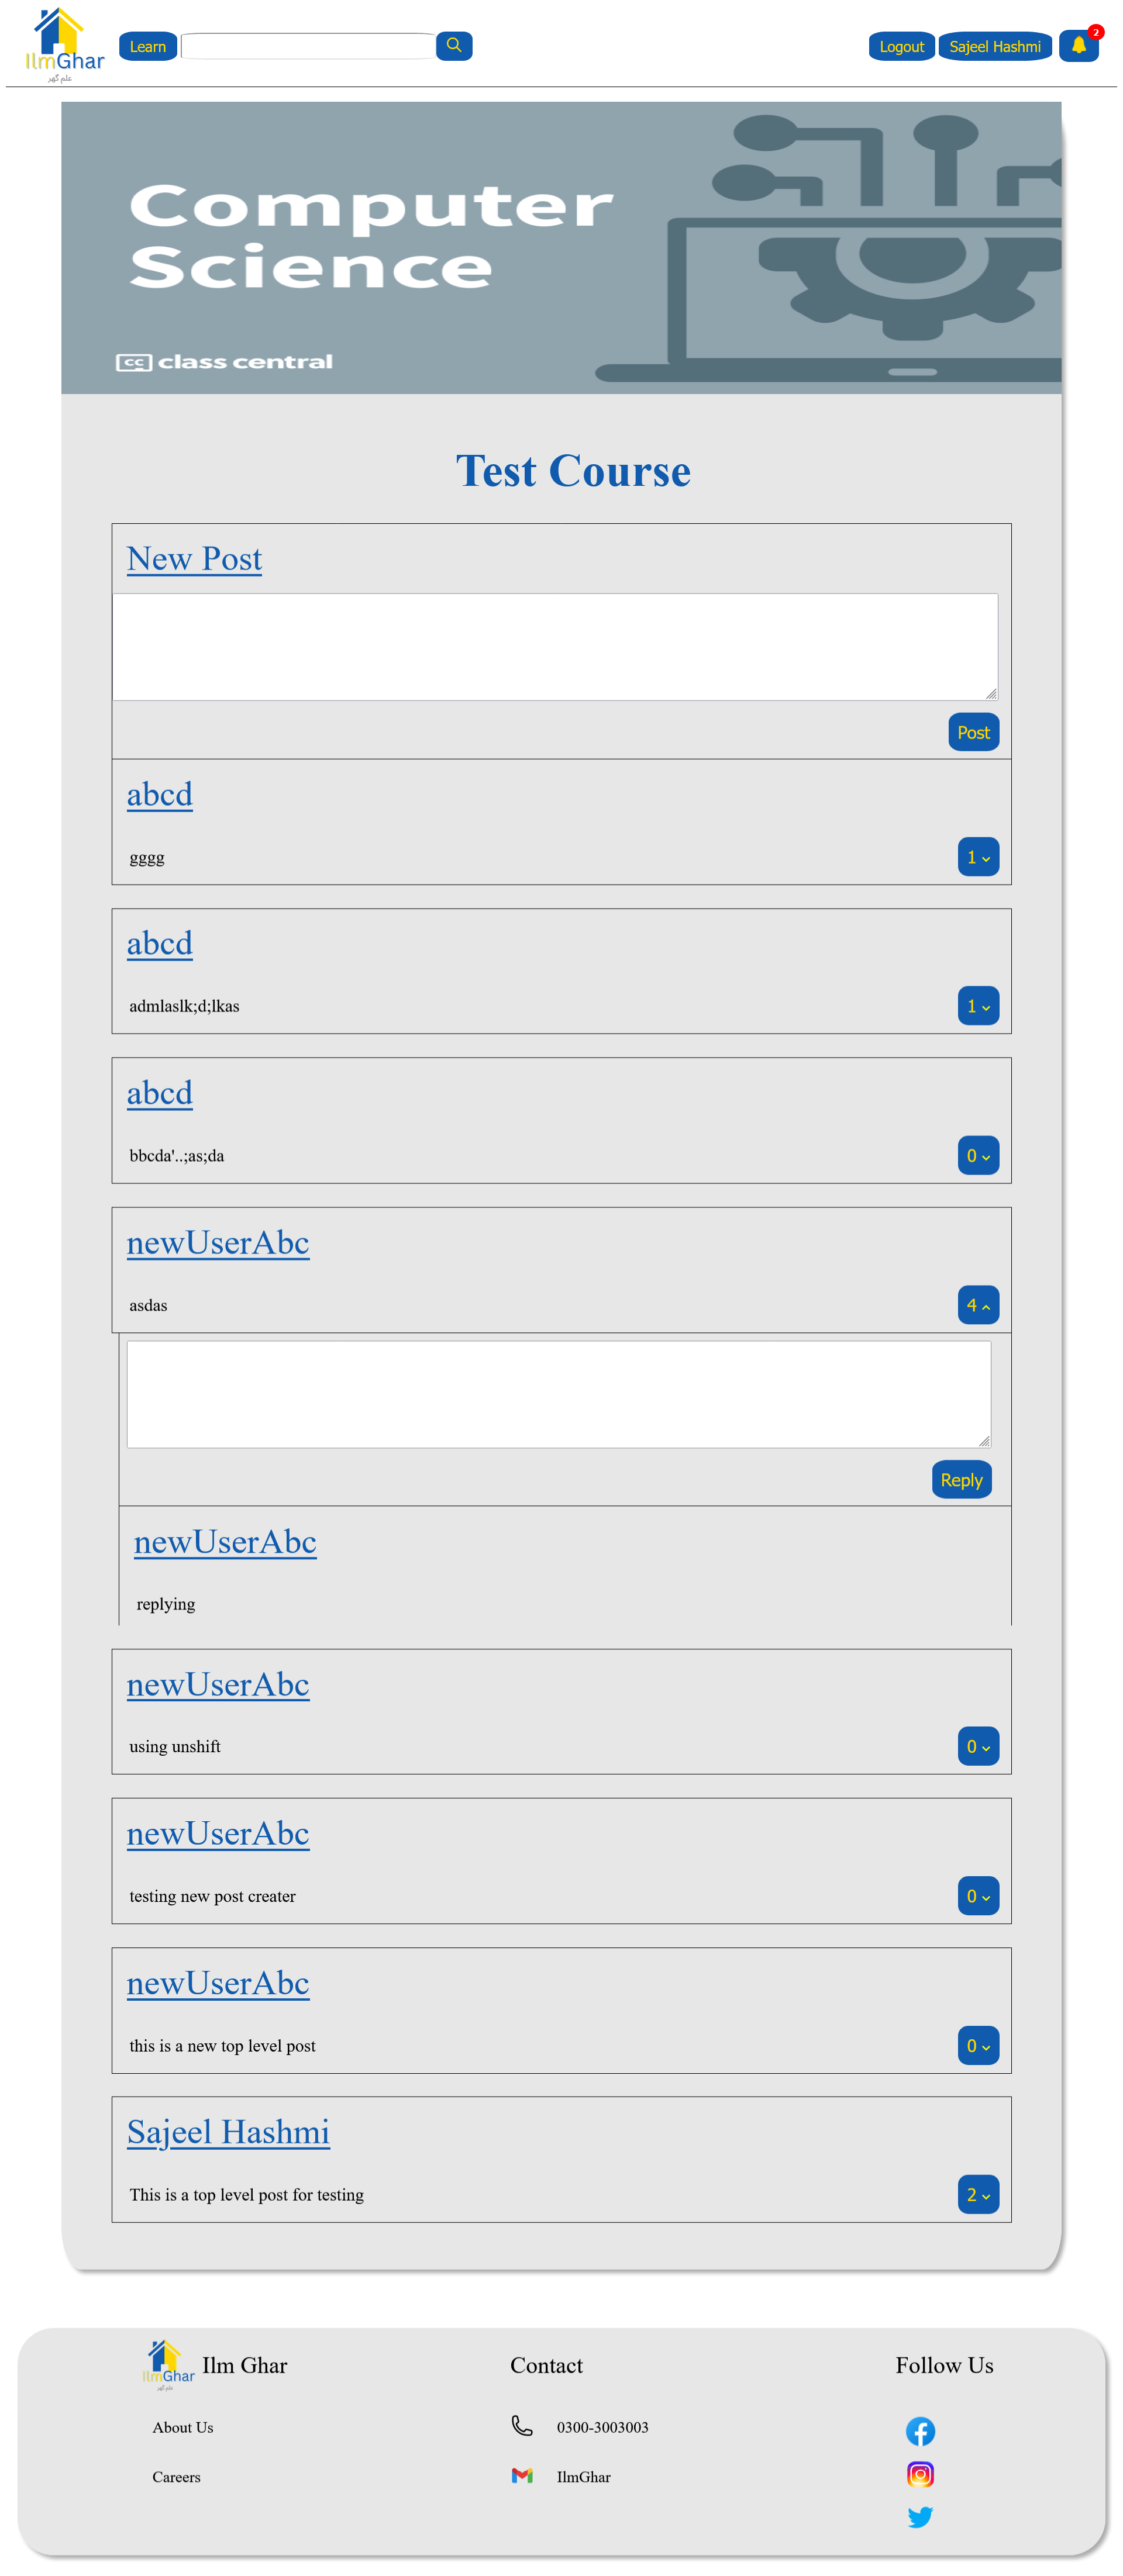 IlmGhar
علم گھر
Learn
Logout
Sajeel Hashmi
2
Computer
Science
cc class central
Test Course
New Post
Post
abcd
gggg
1
abcd
admlaslk;d;lkas
1
abcd
bbcda'..;as;da
0
newUserAbc
asdas
4
Reply
newUserAbc
replying
newUserAbc
using unshift
0
newUserAbc
testing new post creater
0
newUserAbc
this is a new top level post
0
Sajeel Hashmi
This is a top level post for testing
2
IlmGhar
علم گھر
Ilm Ghar
Contact
Follow Us
About Us
0300-3003003
Careers
IlmGhar